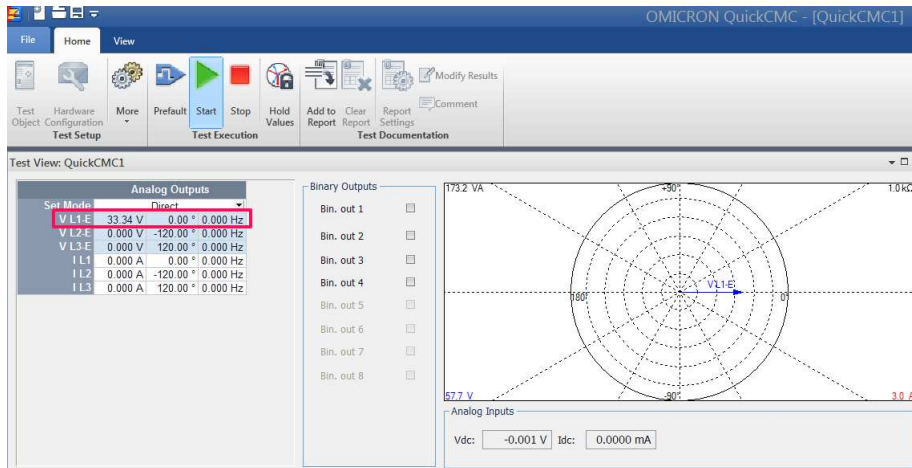 OMICRON QuickCMC - [QuickCMC1]
File Home View
Test Object
Hardware Configuration
More
Prefault
Start
Stop
Hold Values
Add to Report
Clear Report
Report Settings
Modify Results
Comment
Test Setup
Test Execution
Test Documentation
Test View: QuickCMC1
Analog Outputs
Set Mode Direct
V L1-E 33.34 V 0.00 ° 0.000 Hz
V L2-E 0.000 V -120.00 ° 0.000 Hz
V L3-E 0.000 V 120.00 ° 0.000 Hz
I L1 0.000 A 0.00 ° 0.000 Hz
I L2 0.000 A -120.00 ° 0.000 Hz
I L3 0.000 A 120.00 ° 0.000 Hz
Binary Outputs
Bin. out 1
Bin. out 2
Bin. out 3
Bin. out 4
Bin. out 5
Bin. out 6
Bin. out 7
Bin. out 8
173.2 VA
+90°
1.0 kΩ
V L1-E
180°
0°
57.7 V
-90°
3.0 A
Analog Inputs
Vdc: -0.001 V Idc: 0.0000 mA